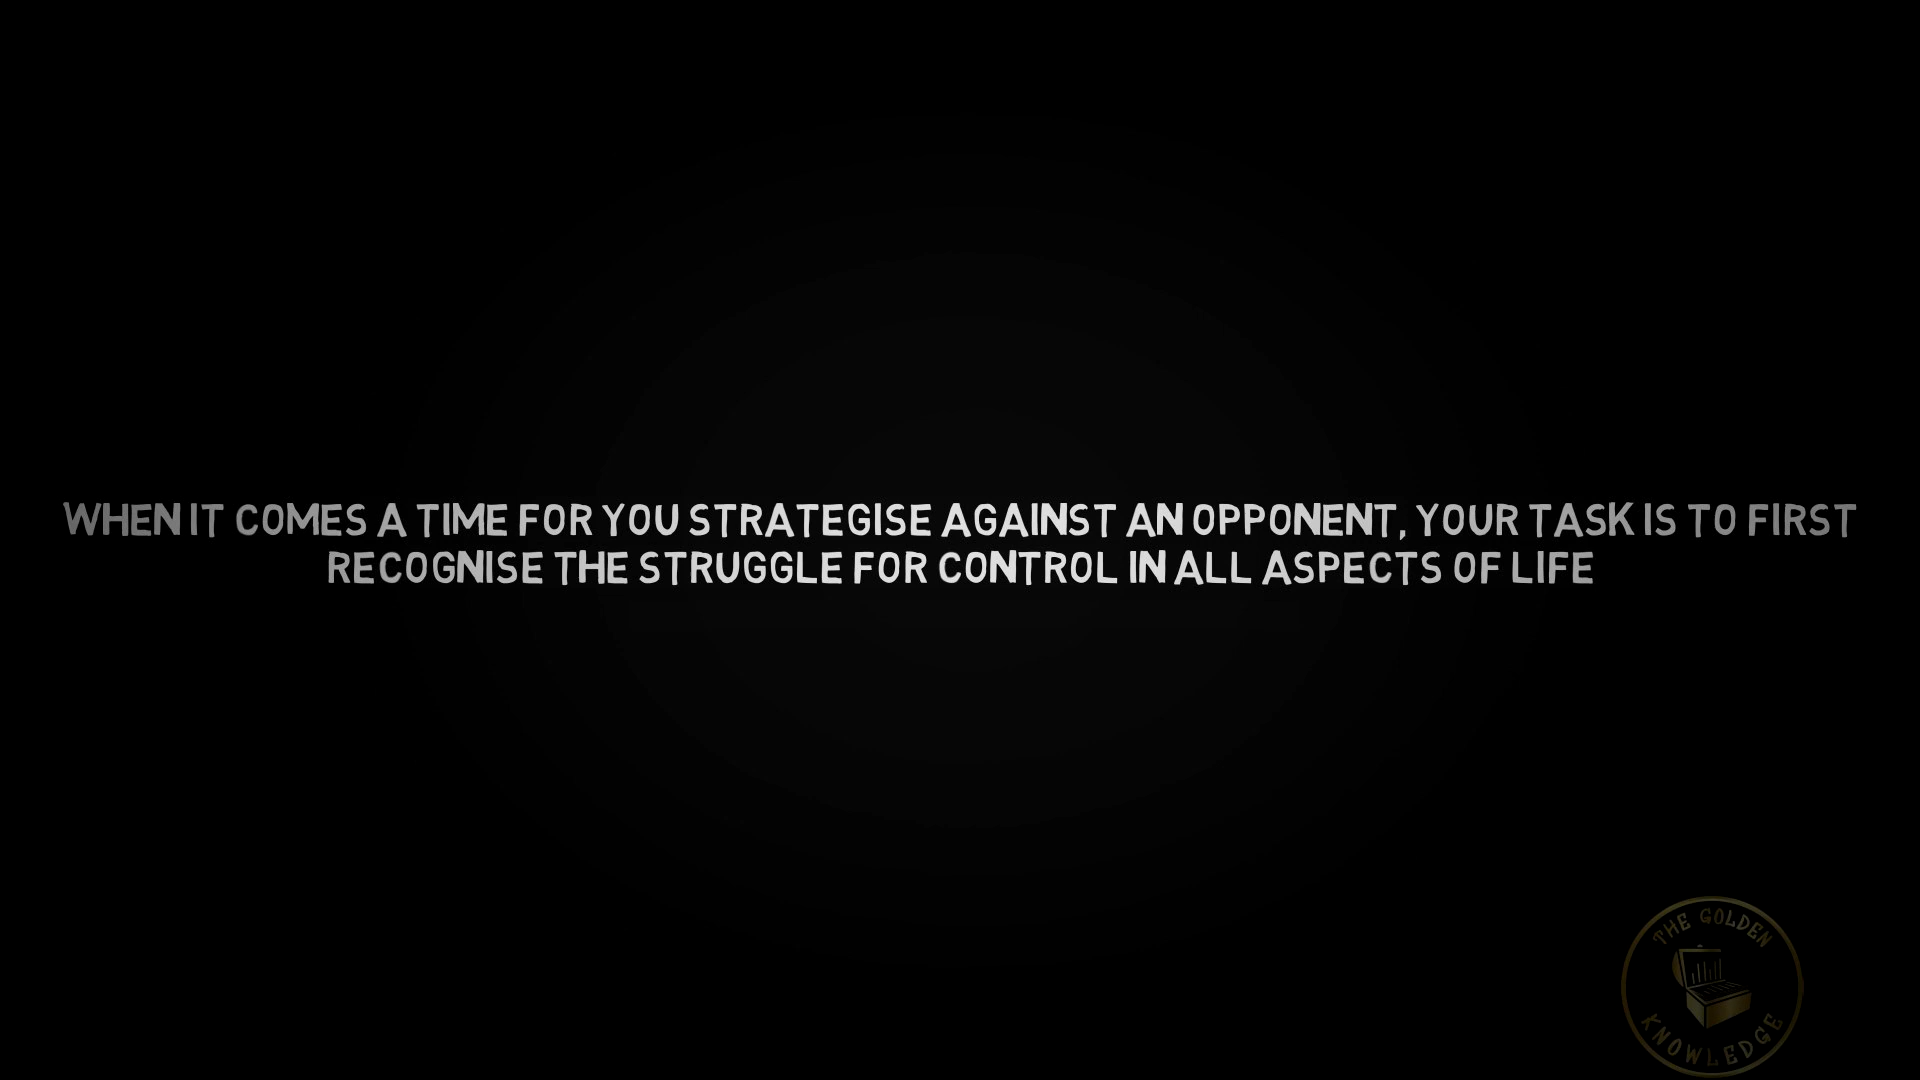 WHEN IT COMES A TIME FOR YOU STRATEGISE AGAINST AN OPPONENT, YOUR TASK IS TO FIRST
RECOGNISE THE STRUGGLE FOR CONTROL IN ALL ASPECTS OF LIFE
THE GOLDEN
KNOWLEDGE